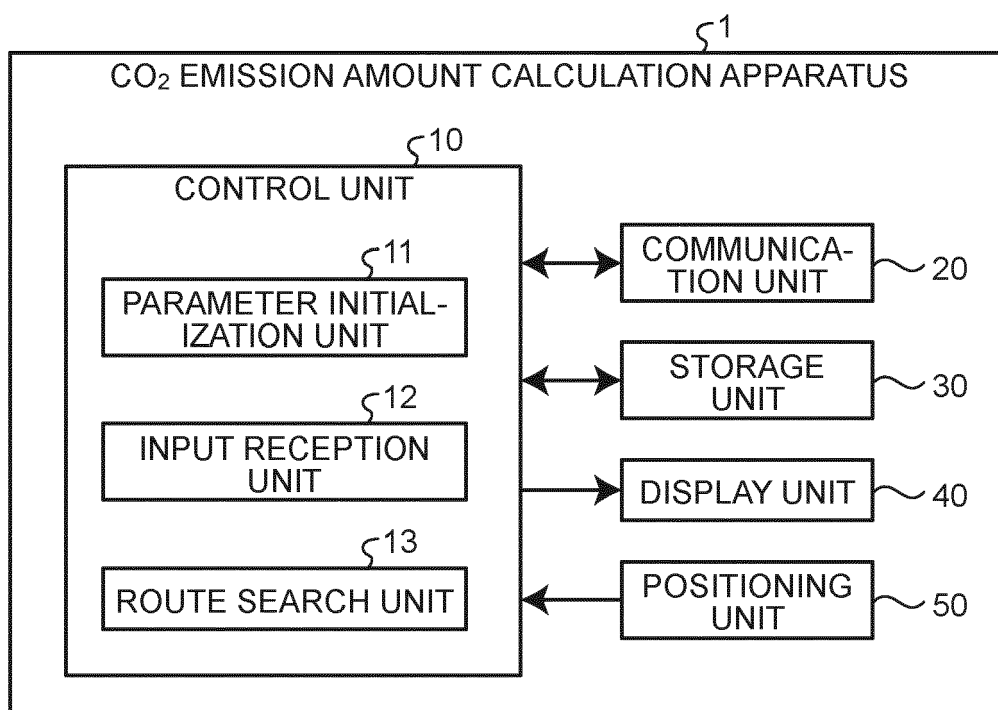 1
CO₂ EMISSION AMOUNT CALCULATION APPARATUS
10
CONTROL UNIT
11
PARAMETER INITIAL-
IZATION UNIT
12
INPUT RECEPTION
UNIT
13
ROUTE SEARCH UNIT
COMMUNICA-
TION UNIT
20
STORAGE
UNIT
30
DISPLAY UNIT
40
POSITIONING
UNIT
50